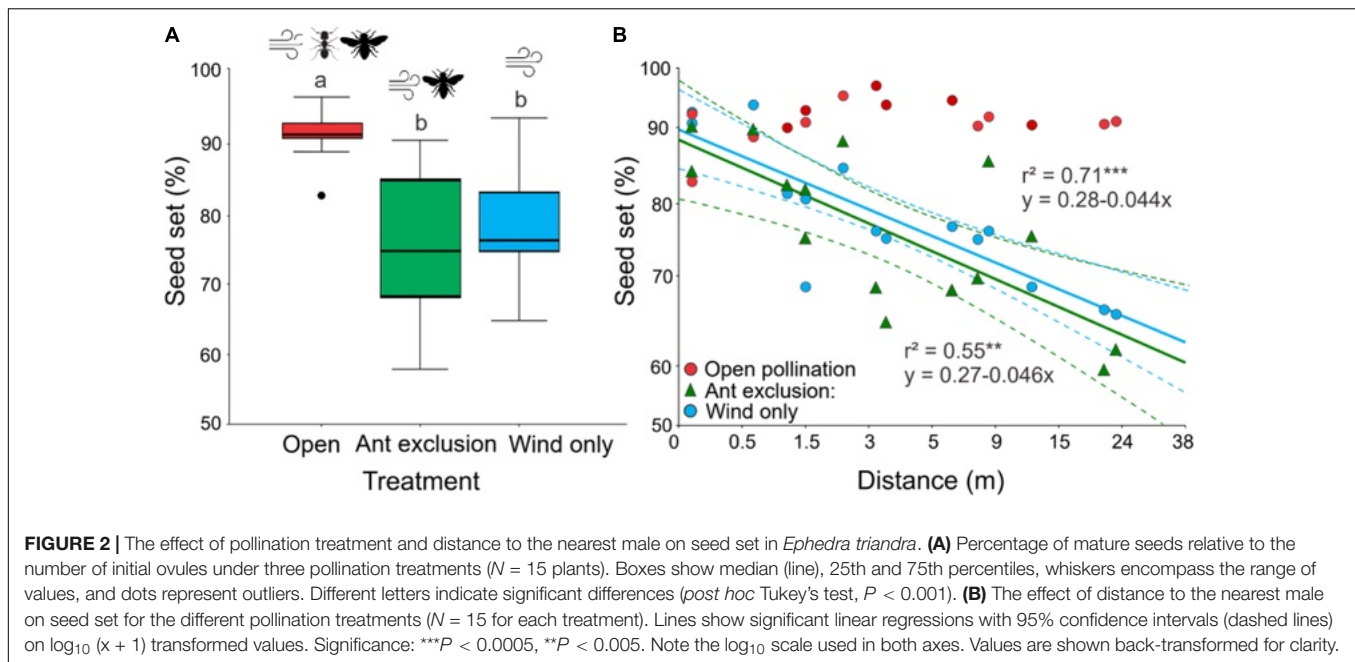 A
B
a
b
b
100
90
80
70
60
50
Seed set (%)
Open Ant exclusion Wind only
Treatment
100
90
80
70
60
50
Seed set (%)
r² = 0.71***
y = 0.28-0.044x
r² = 0.55**
y = 0.27-0.046x
Open pollination
Ant exclusion:
Wind only
0 0.5 1.5 3 5 9 15 24 38
Distance (m)
FIGURE 2 | The effect of pollination treatment and distance to the nearest male on seed set in Ephedra triandra. (A) Percentage of mature seeds relative to the
number of initial ovules under three pollination treatments (N = 15 plants). Boxes show median (line), 25th and 75th percentiles, whiskers encompass the range of
values, and dots represent outliers. Different letters indicate significant differences (post hoc Tukey's test, P < 0.001). (B) The effect of distance to the nearest male
on seed set for the different pollination treatments (N = 15 for each treatment). Lines show significant linear regressions with 95% confidence intervals (dashed lines)
on log₁₀ (x + 1) transformed values. Significance: ***P < 0.0005, **P < 0.005. Note the log₁₀ scale used in both axes. Values are shown back-transformed for clarity.